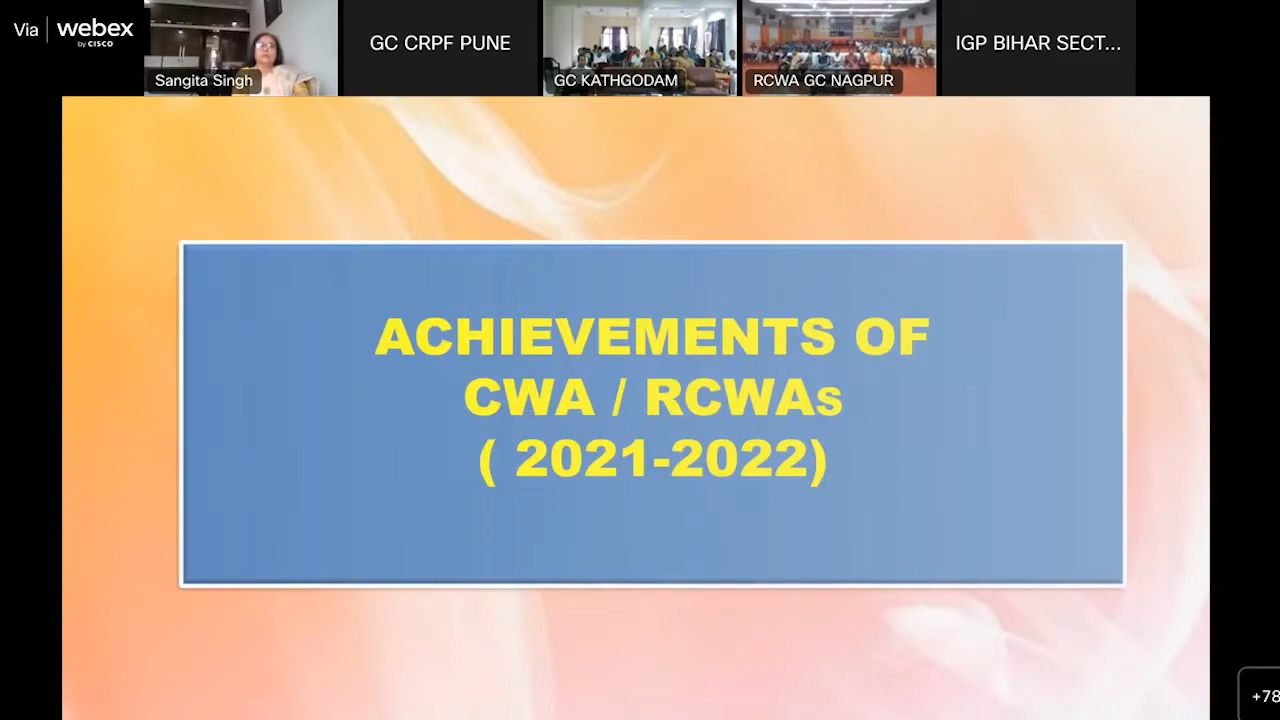 Via webex
by CISCO
Sangita Singh
GC CRPF PUNE
GC KATHGODAM
RCWA GC NAGPUR
IGP BIHAR SECT...
ACHIEVEMENTS OF
CWA / RCWAs
( 2021-2022)
+78